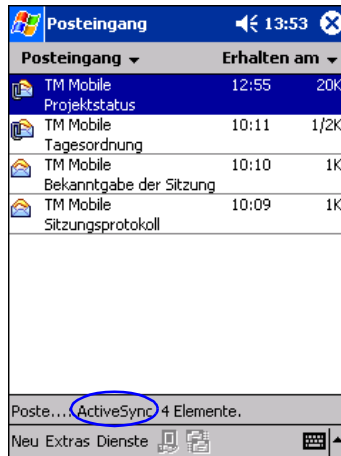 Posteingang 13:53
Posteingang Erhalten am
TM Mobile 12:55 20K
Projektstatus
TM Mobile 10:11 1/2K
Tagesordnung
TM Mobile 10:10 1K
Bekanntgabe der Sitzung
TM Mobile 10:09 1K
Sitzungsprotokoll
Poste...: ActiveSync 4 Elemente.
Neu Extras Dienste